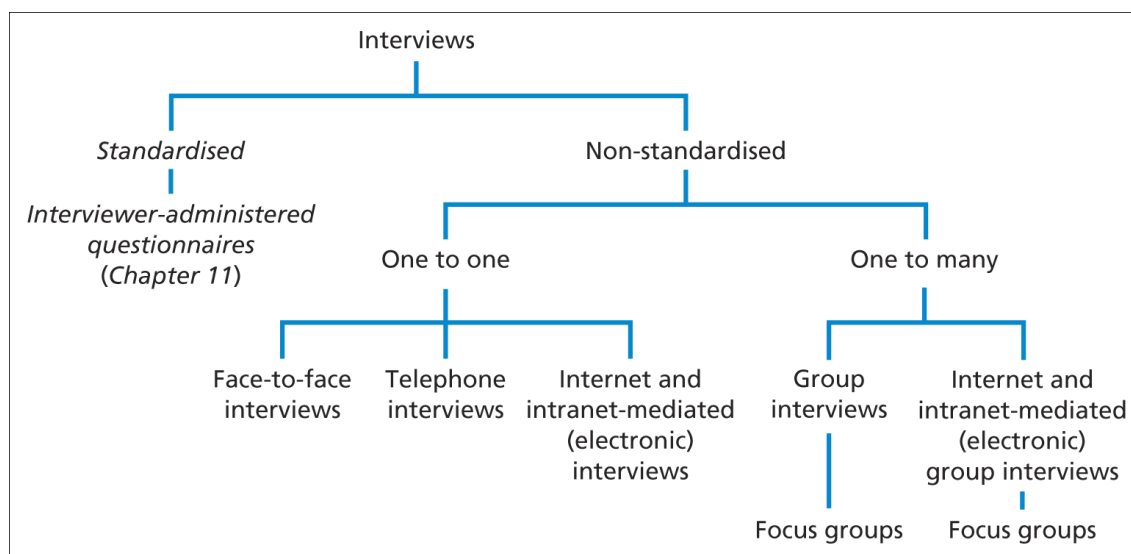 Interviews
Standardised
Non-standardised
Interviewer-administered
questionnaires
(Chapter 11)
One to one
One to many
Face-to-face
interviews
Telephone
interviews
Internet and
intranet-mediated
(electronic)
interviews
Group
interviews
Internet and
intranet-mediated
(electronic)
group interviews
Focus groups
Focus groups